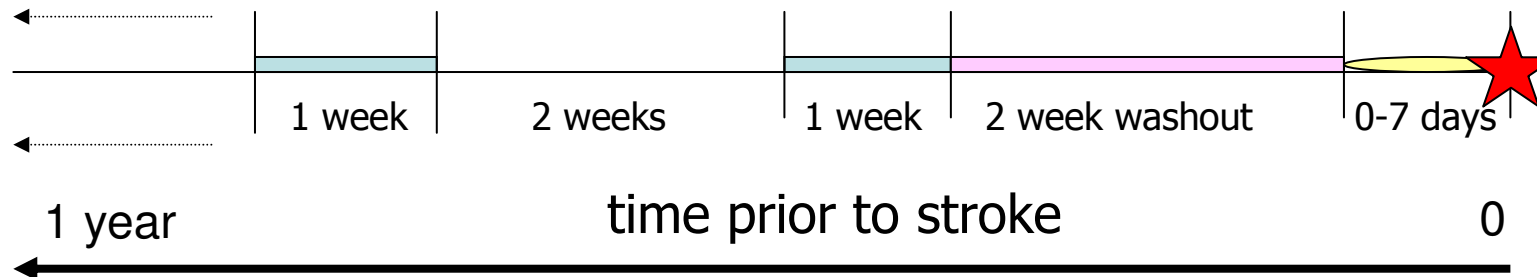 1 week 2 weeks 1 week 2 week washout 0-7 days
1 year time prior to stroke 0